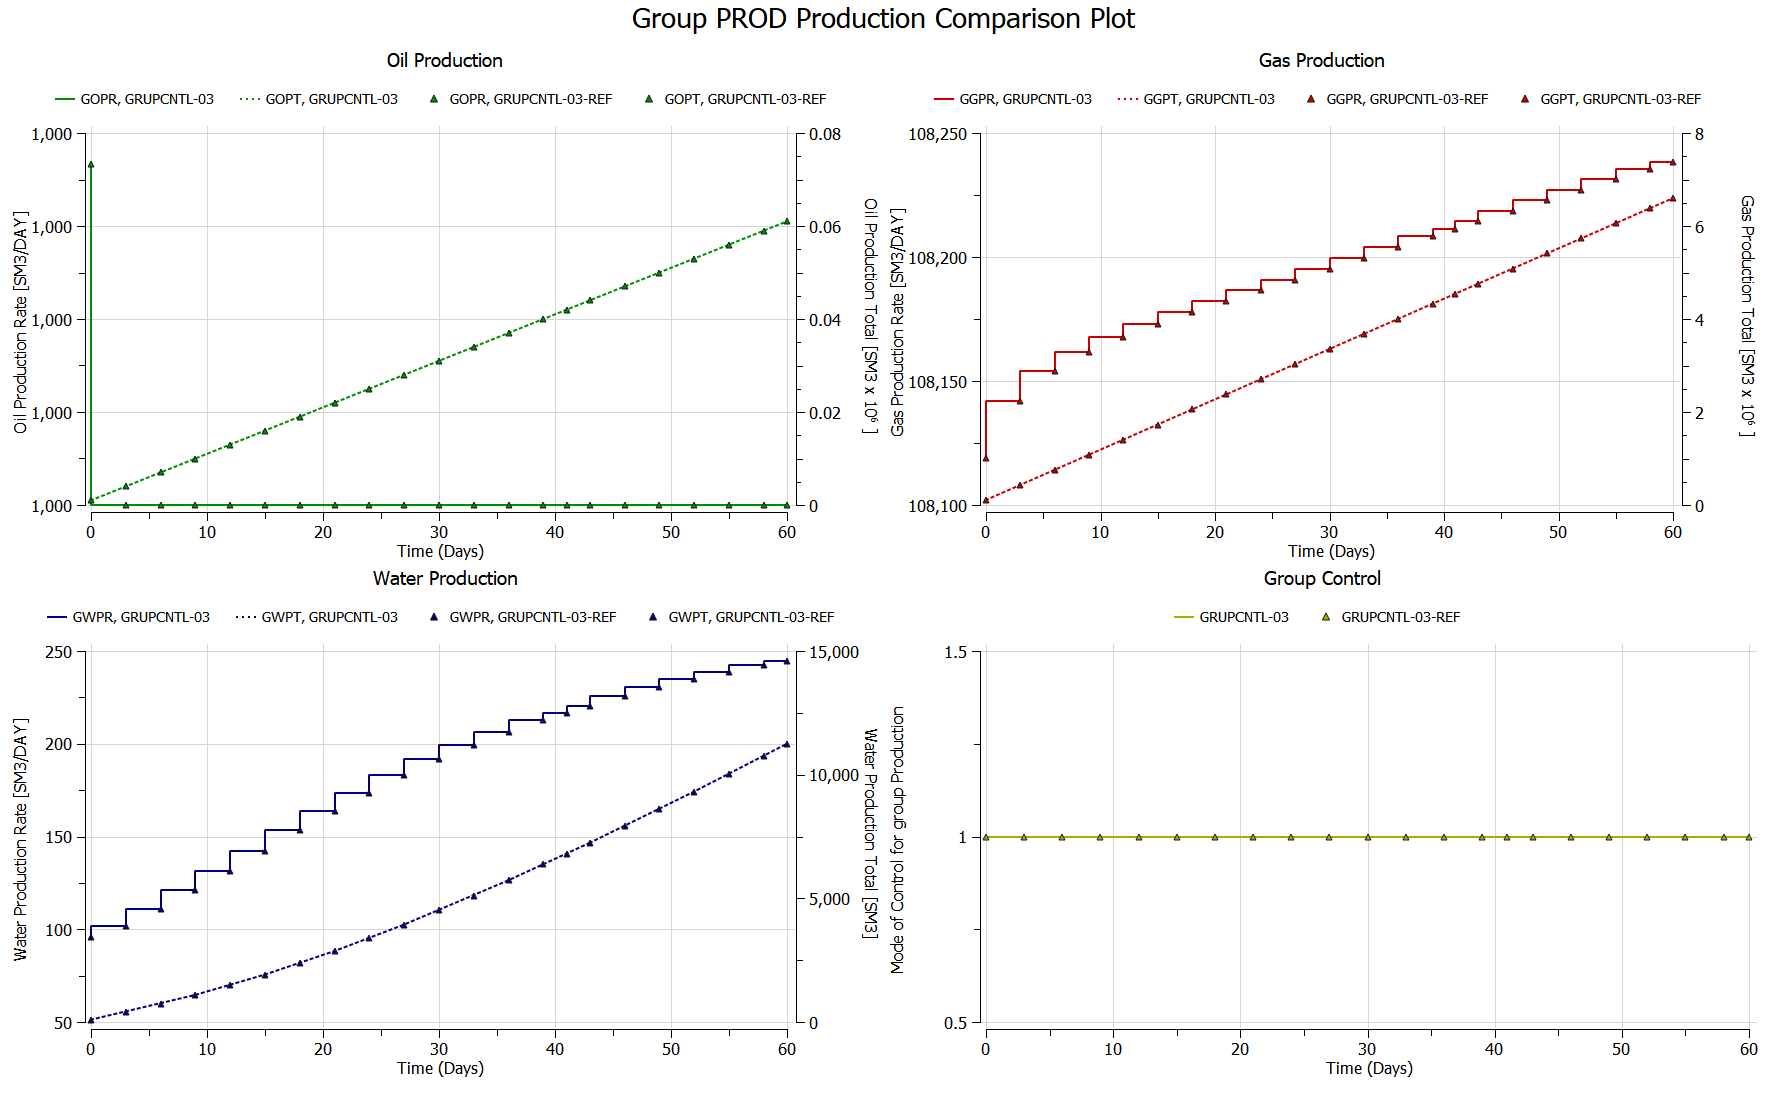 Group PROD Production Comparison Plot
Oil Production
GOPR, GRUPCNTL-03 GOPT, GRUPCNTL-03 GOPR, GRUPCNTL-03-REF GOPT, GRUPCNTL-03-REF
Oil Production Rate [SM3/DAY]
1,000
1,000
1,000
1,000
1,000
0.08
0.06
0.04
0.02
0
Oil Production Total [SM3 x 10⁶ ]
0 10 20 30 40 50 60
Time (Days)
Gas Production
GGPR, GRUPCNTL-03 GGPT, GRUPCNTL-03 GGPR, GRUPCNTL-03-REF GGPT, GRUPCNTL-03-REF
Gas Production Rate [SM3/DAY]
108,250
108,200
108,150
108,100
8
6
4
2
0
Gas Production Total [SM3 x 10⁶ ]
0 10 20 30 40 50 60
Time (Days)
Water Production
GWPR, GRUPCNTL-03 GWPT, GRUPCNTL-03 GWPR, GRUPCNTL-03-REF GWPT, GRUPCNTL-03-REF
Water Production Rate [SM3/DAY]
250
200
150
100
50
15,000
10,000
5,000
0
Water Production Total [SM3]
0 10 20 30 40 50 60
Time (Days)
Group Control
GRUPCNTL-03 GRUPCNTL-03-REF
Mode of Control for group Production
1.5
1
0.5
0 10 20 30 40 50 60
Time (Days)